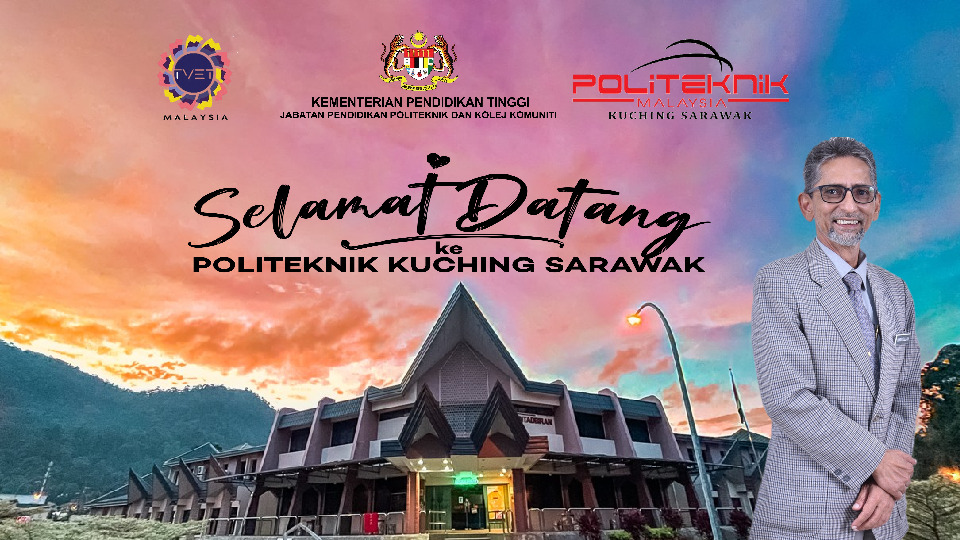 TVET
MALAYSIA
KEMENTERIAN PENDIDIKAN TINGGI
JABATAN PENDIDIKAN POLITEKNIK DAN KOLEJ KOMUNITI
POLITEKNIK
MALAYSIA
KUCHING SARAWAK
Selamat Datang
ke
POLITEKNIK KUCHING SARAWAK